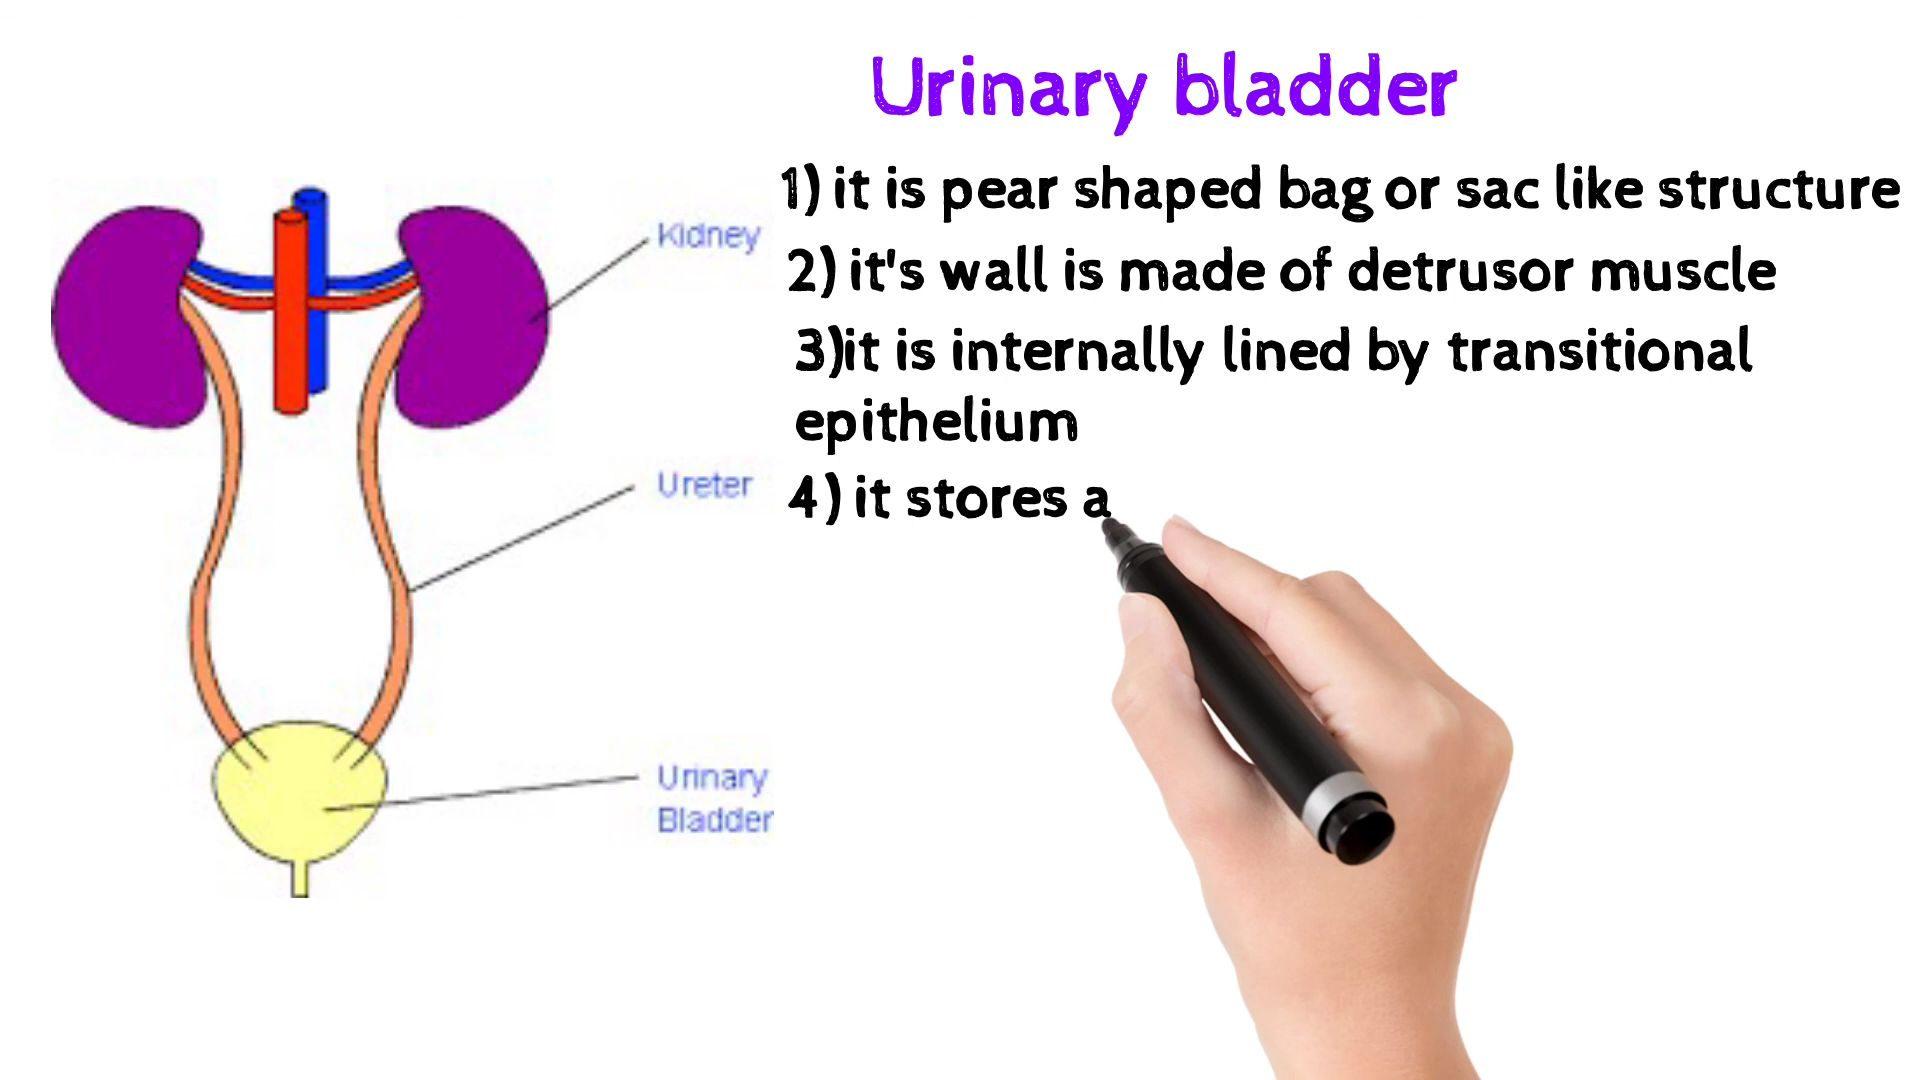 Urinary bladder
1) it is pear shaped bag or sac like structure
2) it's wall is made of detrusor muscle
3)it is internally lined by transitional
epithelium
4) it stores a
Kidney
Ureter
Urinary
Bladder